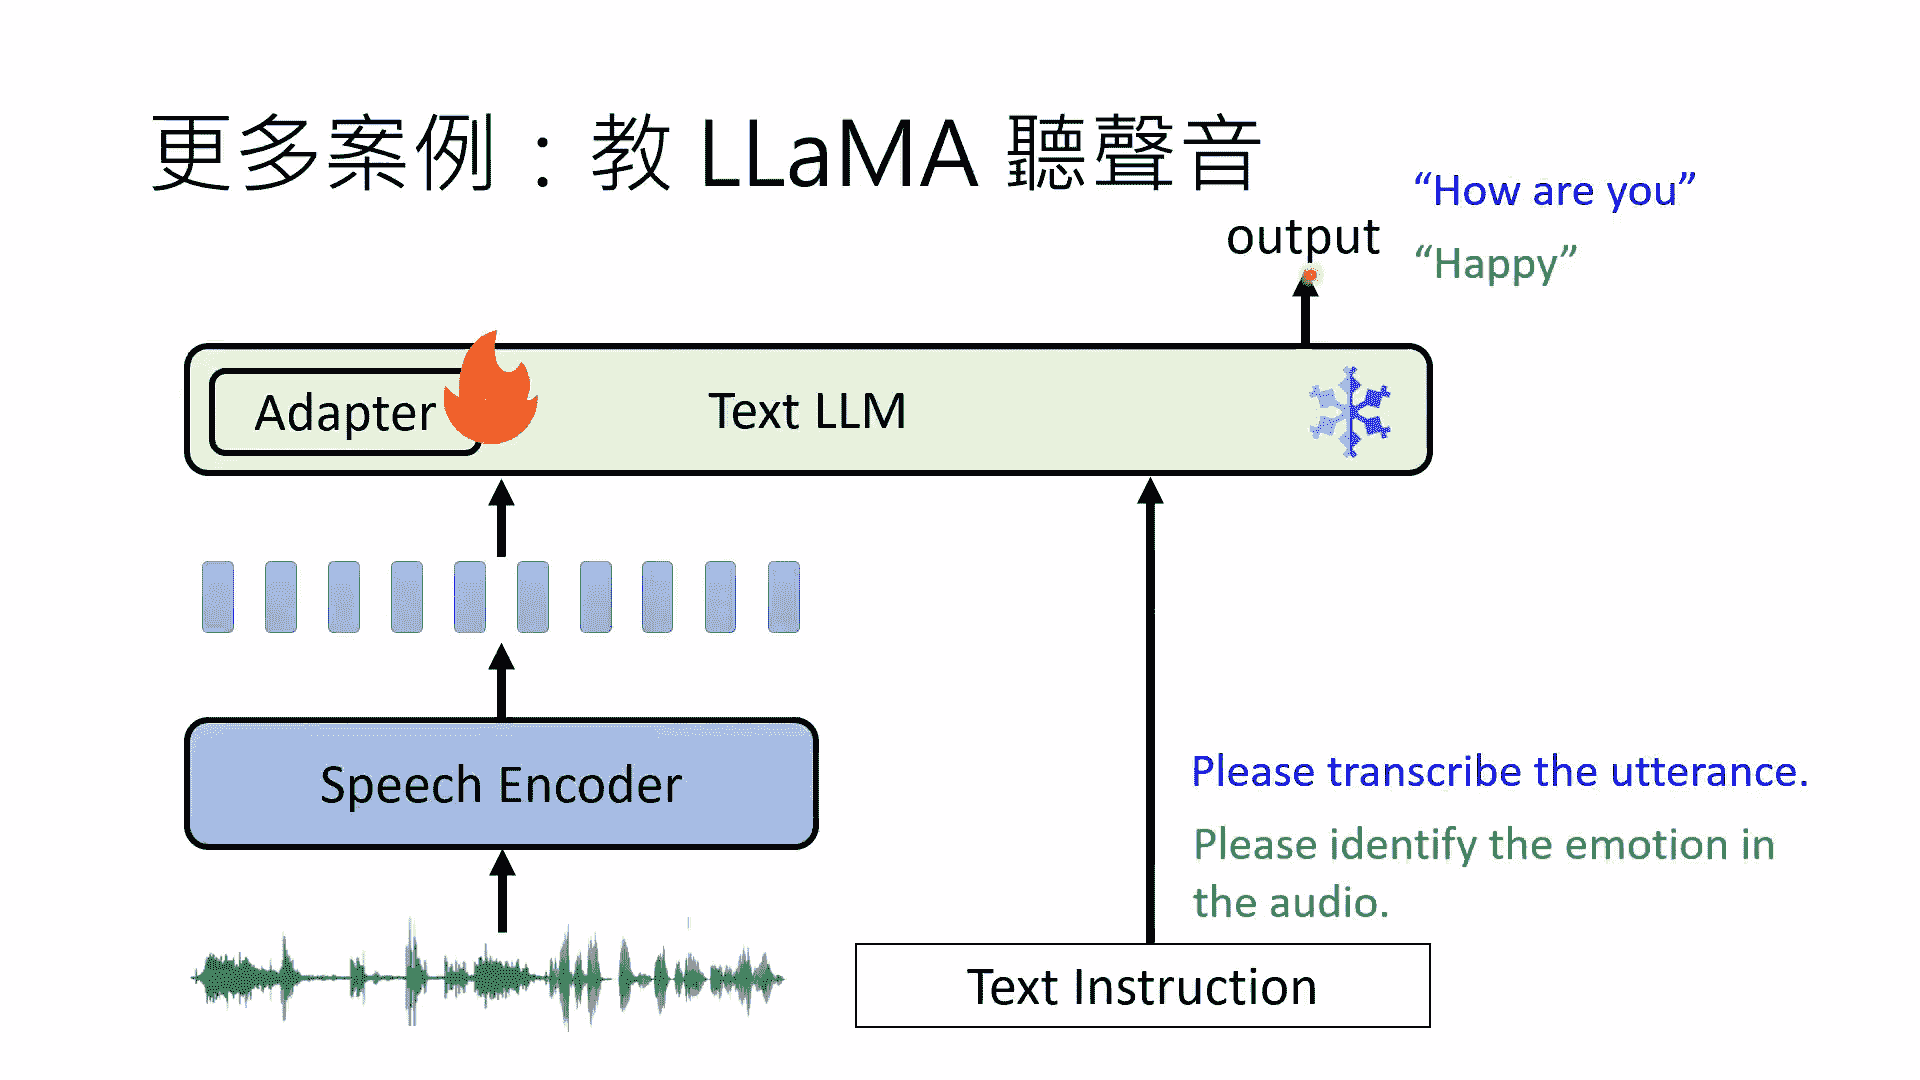 更多案例：教 LLaMA 聽聲音
output
“How are you”
“Happy”
Adapter
Text LLM
Speech Encoder
Please transcribe the utterance.
Please identify the emotion in
the audio.
Text Instruction